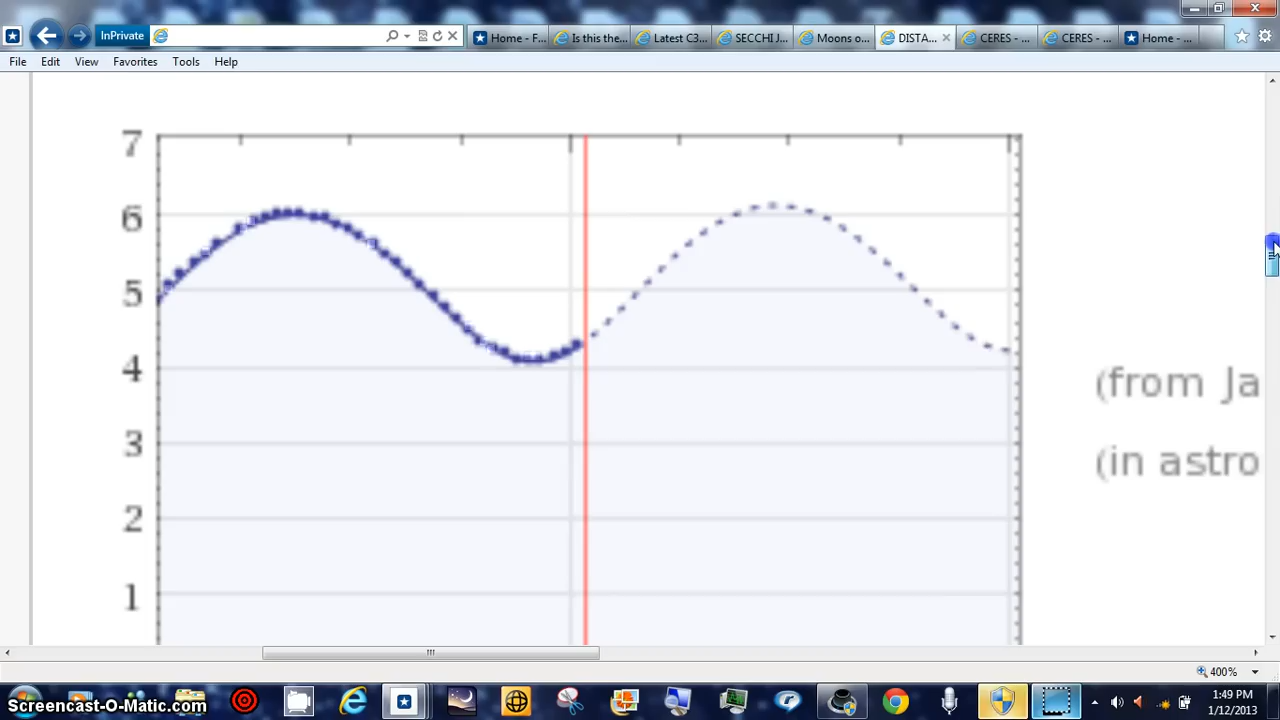 InPrivate
Home - F...
Is this the...
Latest C3...
SECCHI J...
Moons o...
DISTA...
CERES - ...
CERES - ...
Home - ...
File Edit View Favorites Tools Help
7
6
5
4
3
2
1
(from Ja
(in astro
400%
Screencast-O-Matic.com
1:49 PM
1/12/2013